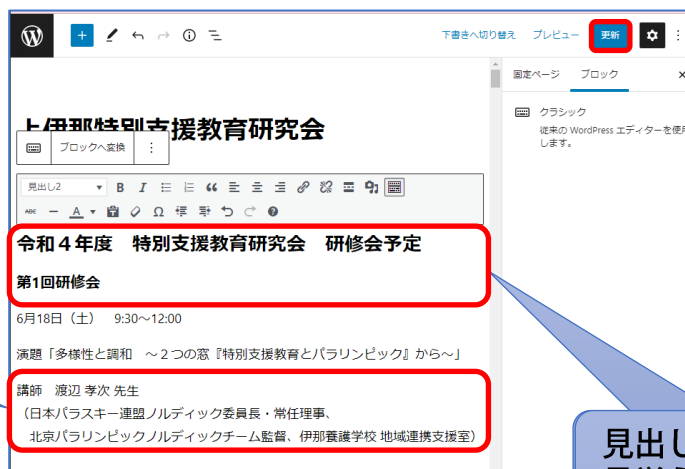 下書きへ切り替え プレビュー 更新
固定ページ ブロック ×
上伊那特別支援教育研究会
ブロックへ変換
クラシック
従来の WordPress エディターを使用
します。
見出し2 B I
ABC A Ω
令和４年度　特別支援教育研究会　研修会予定
第1回研修会
6月18日（土）　9:30～12:00
演題「多様性と調和　～２つの窓『特別支援教育とパラリンピック』から～」
講師　渡辺 孝次 先生
（日本パラスキー連盟ノルディック委員長・常任理事、
北京パラリンピックノルディックチーム監督、伊那養護学校 地域連携支援室）
見出し